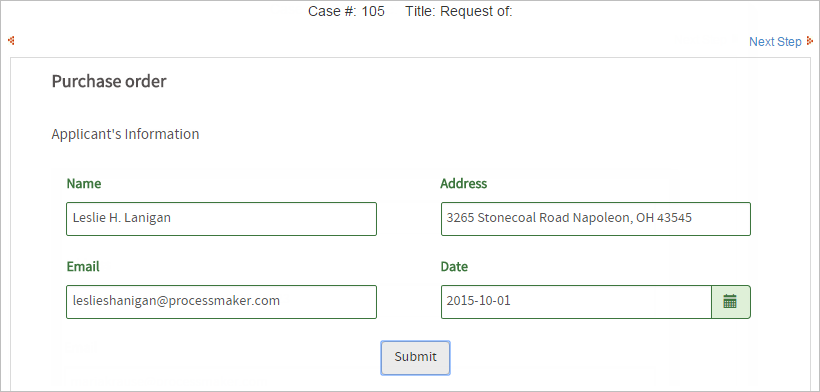 Case #: 105 Title: Request of:
Next Step
Purchase order
Applicant's Information
Name
Address
Leslie H. Lanigan
3265 Stonecoal Road Napoleon, OH 43545
Email
Date
leslieshanigan@processmaker.com
2015-10-01
Submit